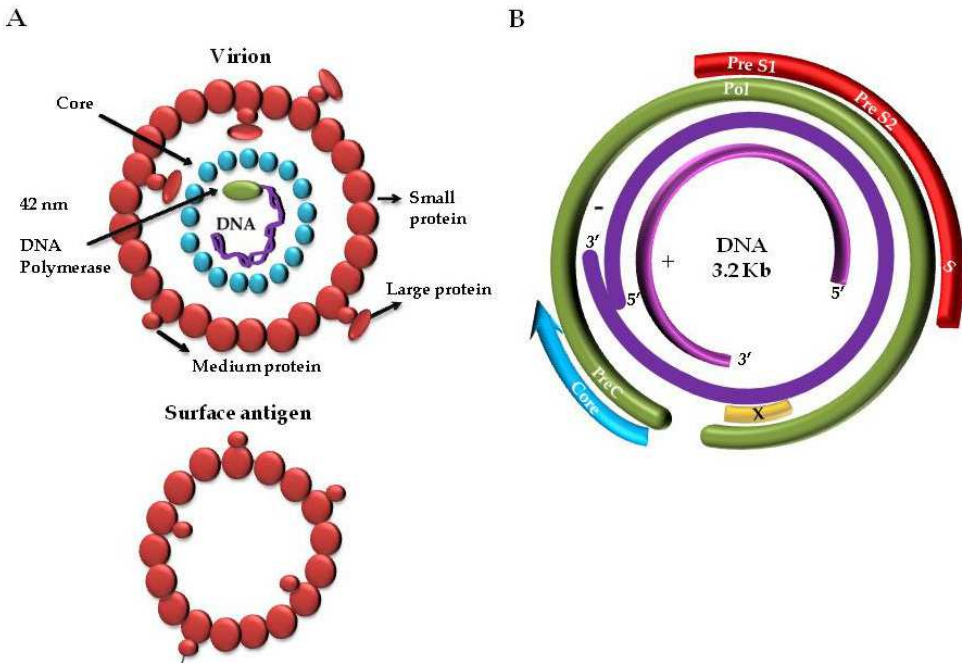 A
Virion
Core
42 nm
DNA
Polymerase
DNA
Small
protein
Large protein
Medium protein
Surface antigen
B
Pre S1
Pol
Pre S2
S
-
3'
5'
+
DNA
3.2 Kb
5'
3'
PreC
Core
X